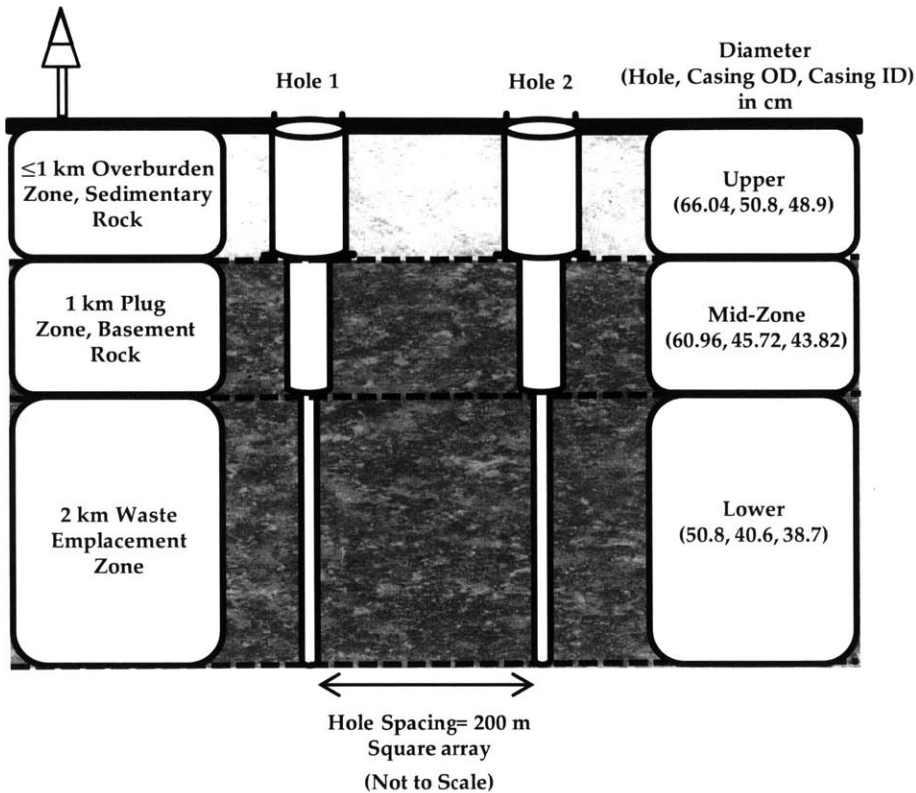 Hole 1
Hole 2
Diameter
(Hole, Casing OD, Casing ID)
in cm
≤1 km Overburden
Zone, Sedimentary
Rock
Upper
(66.04, 50.8, 48.9)
1 km Plug
Zone, Basement
Rock
Mid-Zone
(60.96, 45.72, 43.82)
2 km Waste
Emplacement
Zone
Lower
(50.8, 40.6, 38.7)
Hole Spacing= 200 m
Square array
(Not to Scale)